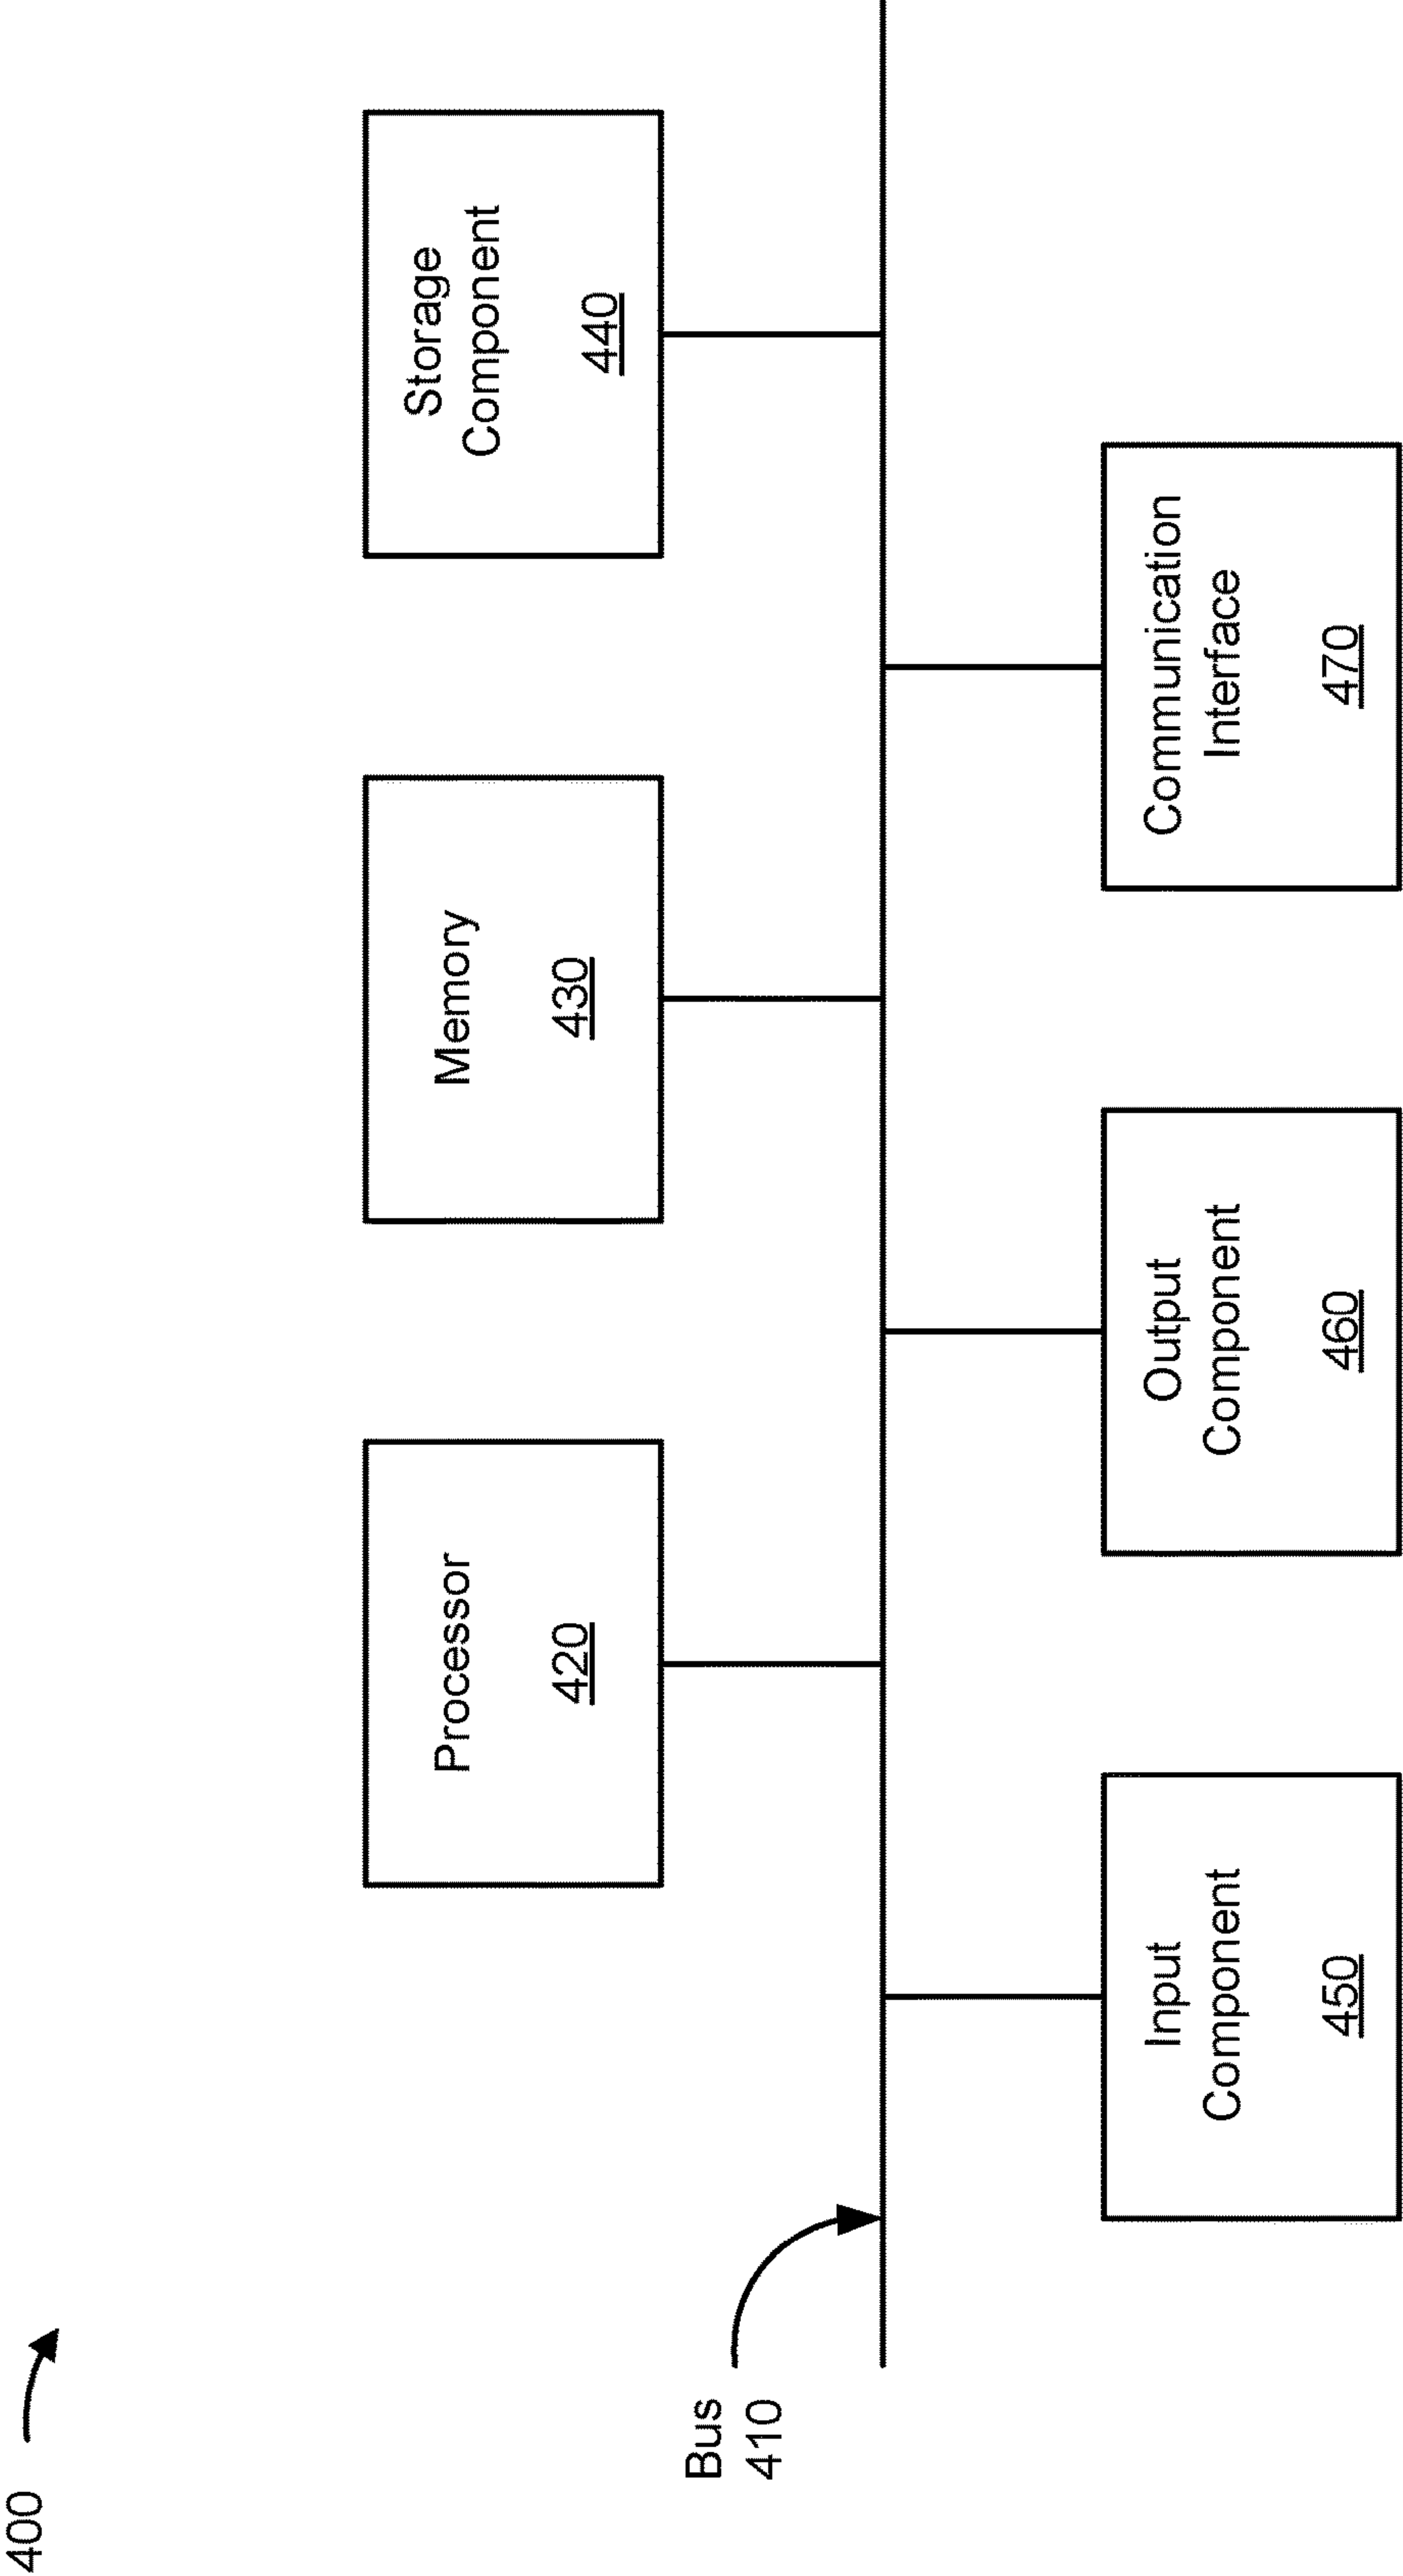 400
Bus
410
Processor
420
Memory
430
Storage
Component
440
Input
Component
450
Output
Component
460
Communication
Interface
470